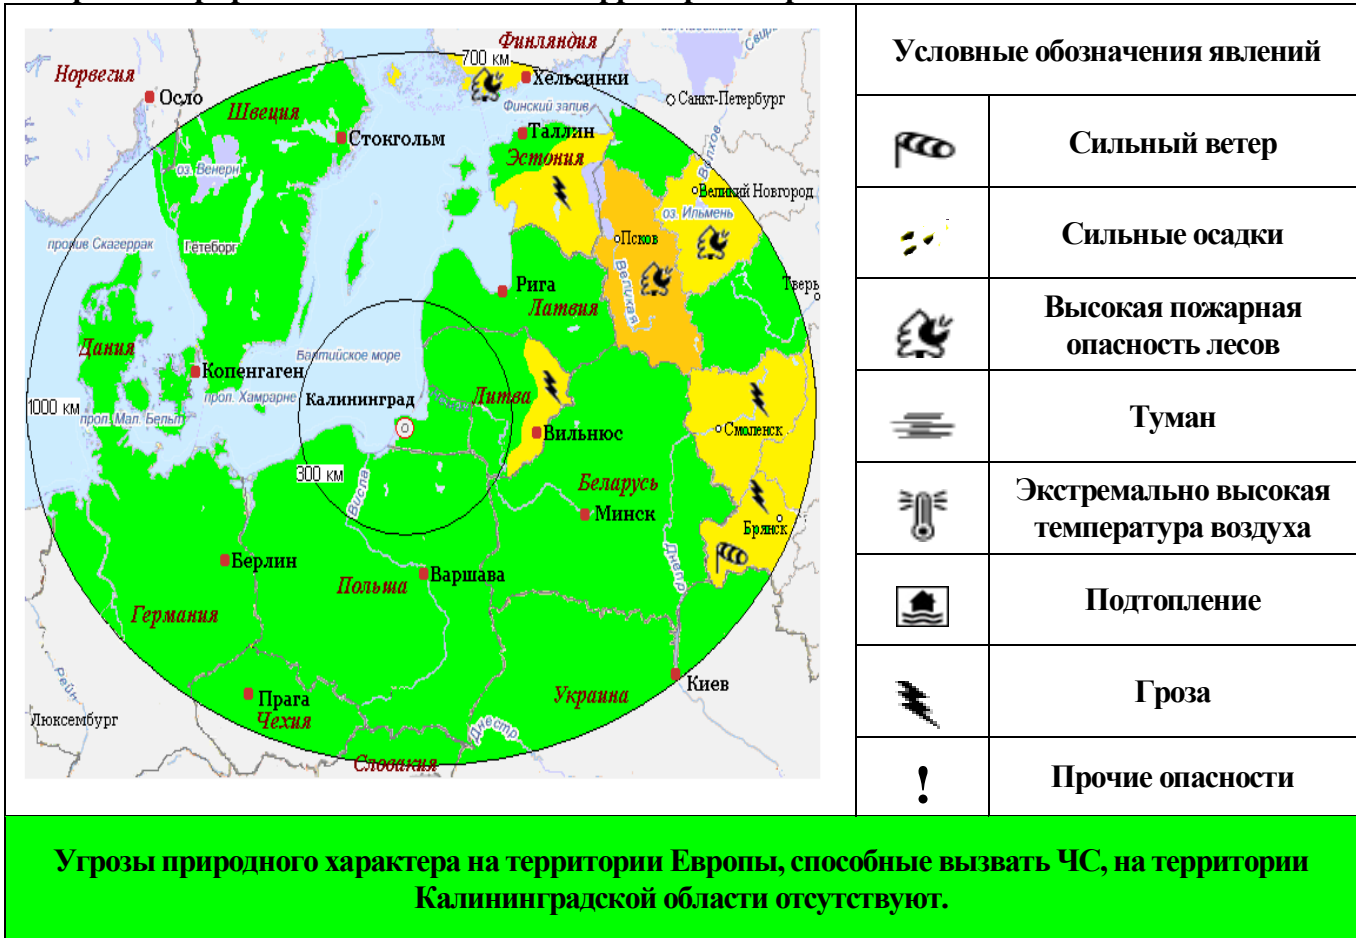 Финляндия
700 км
Норвегия
Осло
Хельсинки
Швеция
Финский залив
Санкт-Петербург
Стокгольм
Таллин
Эстония
Волхов
оз. Венерн
Великий Новгород
оз. Ильмень
пролив Скагеррак
Гетеборг
Псков
Великая
Рига
Латвия
Тверь
Дания
Балтийское море
Копенгаген
прол. Хамрарне
Калининград
Литва
1000 км
прол. Мал. Бельт
Вильнюс
Смоленск
300 км
Висла
Беларусь
Минск
Брянск
Днепр
Берлин
Польша
Варшава
Германия
Рейн
Прага
Чехия
Украина
Киев
Люксембург
Днестр
Словакия
Условные обозначения явлений
Сильный ветер
Сильные осадки
Высокая пожарная
опасность лесов
Туман
Экстремально высокая
температура воздуха
Подтопление
Гроза
!
Прочие опасности
Угрозы природного характера на территории Европы, способные вызвать ЧС, на территории
Калининградской области отсутствуют.